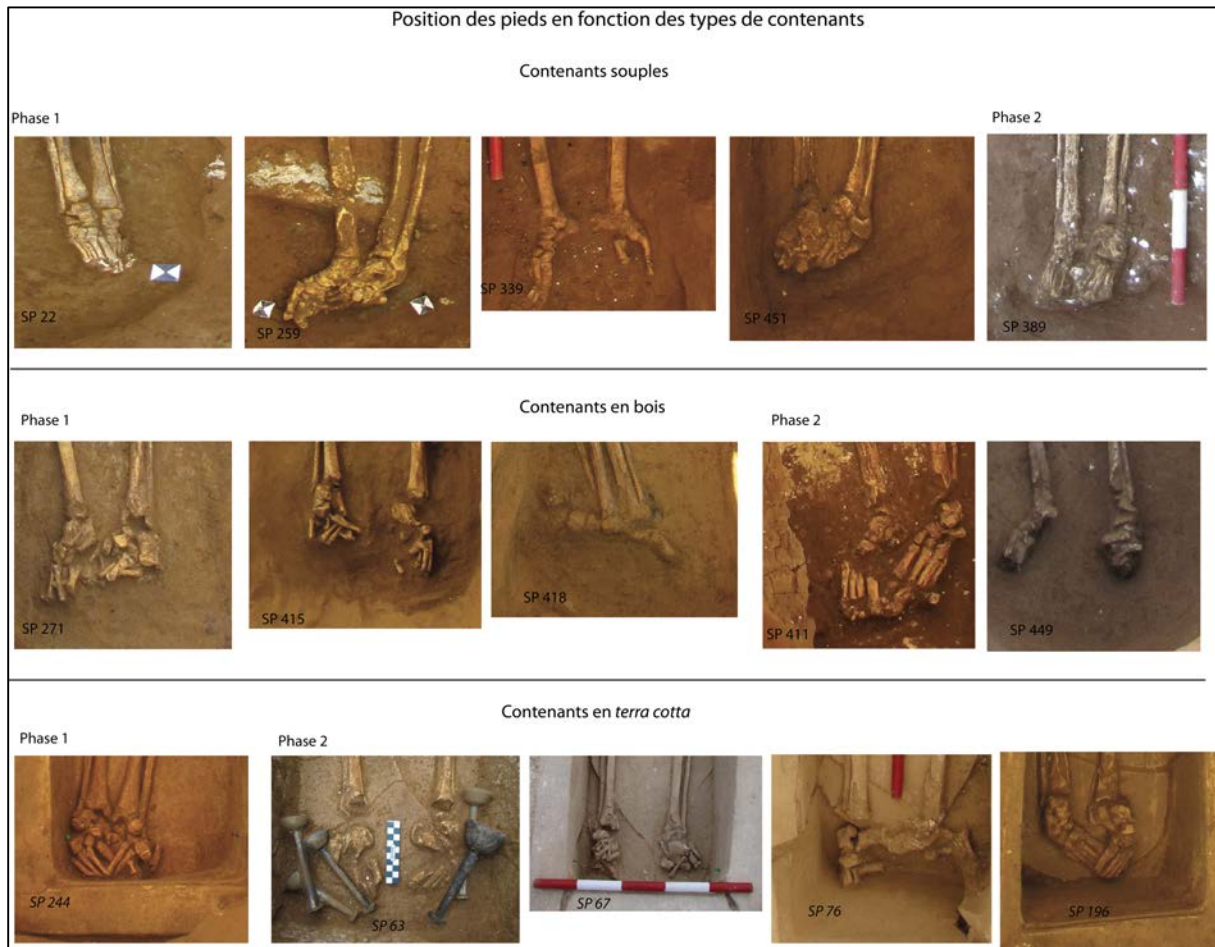 Position des pieds en fonction des types de contenants
Contenants souples
Phase 1
Phase 2
SP 22
SP 259
SP 339
SP 451
SP 389
Contenants en bois
Phase 1
Phase 2
SP 271
SP 415
SP 418
SP 411
SP 449
Contenants en terra cotta
Phase 1
Phase 2
SP 244
SP 63
SP 67
SP 76
SP 196